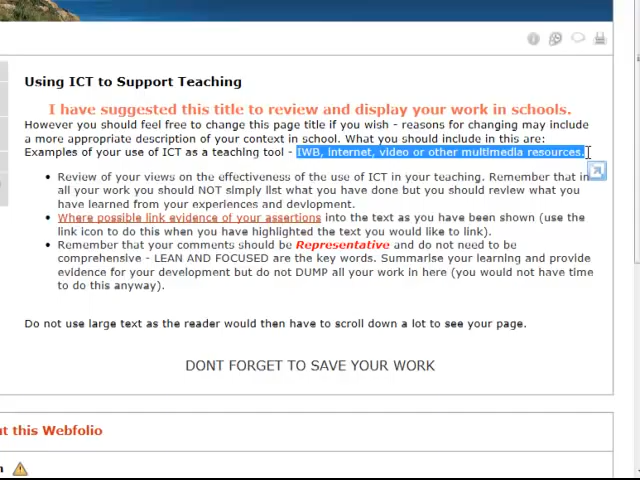 Using ICT to Support Teaching
I have suggested this title to review and display your work in schools.
However you should feel free to change this page title if you wish - reasons for changing may include
a more appropriate description of your context in school. What you should include in this are:
Examples of your use of ICT as a teaching tool - IWB, Internet, video or other multimedia resources.
Review of your views on the effectiveness of the use of ICT in your teaching. Remember that in
all your work you should NOT simply list what you have done but you should review what you
have learned from your experiences and devlopment.
Where possible link evidence of your assertions into the text as you have been shown (use the
link icon to do this when you have highlighted the text you would like to link).
Remember that your comments should be Representative and do not need to be
comprehensive - LEAN AND FOCUSED are the key words. Summarise your learning and provide
evidence for your development but do not DUMP all your work in here (you would not have time
to do this anyway).
Do not use large text as the reader would then have to scroll down a lot to see your page.
DONT FORGET TO SAVE YOUR WORK
ut this Webfolio
n